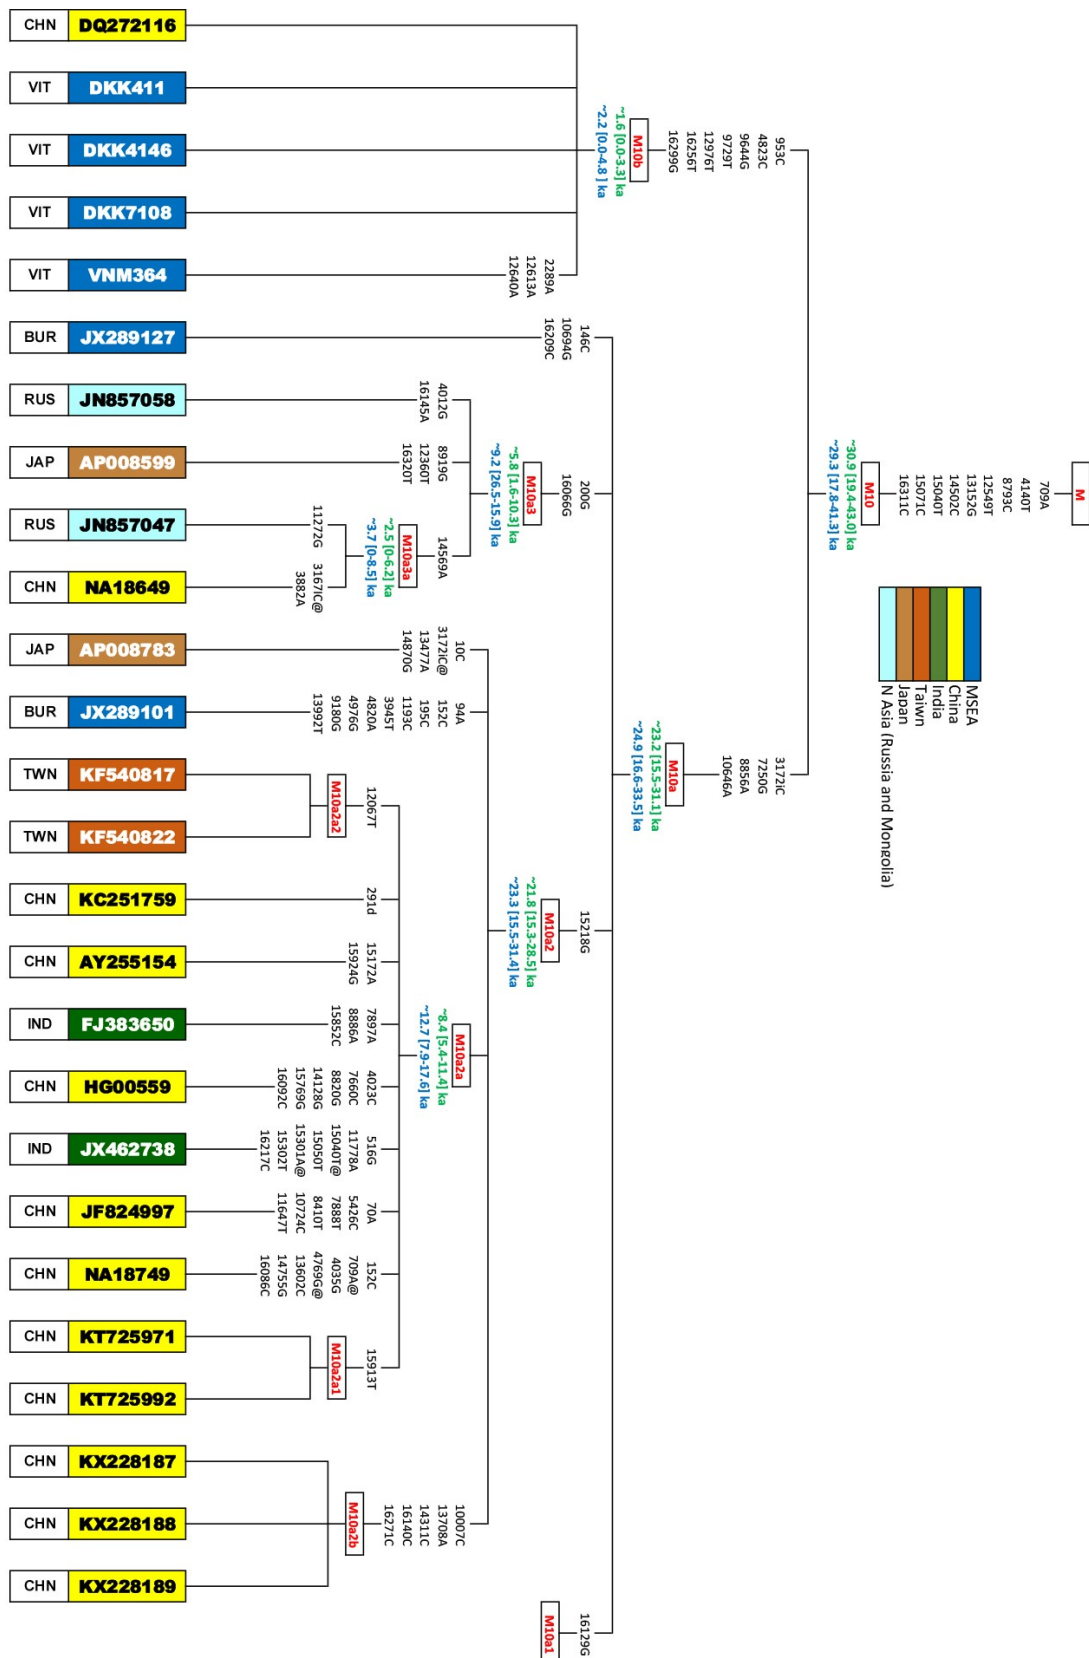 M
709A
4140T
8793C
12549T
13152G
14502C
15040T
15071C
16311C
M10
~30.9 [19.4-43.0] ka
~29.3 [17.8-41.3] ka
MSEA
China
India
Taiwn
Japan
N Asia (Russia and Mongolia)
953C
4823C
9644G
9729T
12976T
16256T
16299G
M10b
~1.6 [0.0-3.3] ka
~2.2 [0.0-4.8 ] ka
2289A
12613A
12640A
3172iC
7250G
8856A
10646A
M10a
~23.2 [15.5-31.1] ka
~24.9 [16.6-33.5] ka
146C
10694G
16209C
200G
16066G
M10a3
~5.8 [1.6-10.3] ka
~9.2 [26.5-15.9] ka
4012G
16145A
8919G
12360T
16320T
14569A
M10a3a
~2.5 [0-6.2] ka
~3.7 [0-8.5] ka
11272G
3167IC@
3882A
15218G
M10a2
~21.8 [15.3-28.5] ka
~23.3 [15.5-31.4] ka
10C
3172iC@
13477A
14870G
94A
152C
195C
1193C
3945T
4820A
4976G
9180G
13992T
M10a2a
~8.4 [5.4-11.4] ka
~12.7 [7.9-17.6] ka
12067T
M10a2a2
291d
15172A
15924G
7897A
8886A
15852C
4023C
7660C
8820G
14128G
15769G
16092C
516G
11778A
15040T@
15050T
15301A@
15302T
16217C
70A
5426C
7888T
8410T
10724C
11647T
152C
709A@
4035G
4769G@
13602C
14755G
16086C
15913T
M10a2a1
10007C
13708A
14311C
16140C
16271C
M10a2b
16129G
M10a1
CHN DQ272116
VIT DKK411
VIT DKK4146
VIT DKK7108
VIT VNM364
BUR JX289127
RUS JN857058
JAP AP008599
RUS JN857047
CHN NA18649
JAP AP008783
BUR JX289101
TWN KF540817
TWN KF540822
CHN KC251759
CHN AY255154
IND FJ383650
CHN HG00559
IND JX462738
CHN JF824997
CHN NA18749
CHN KT725971
CHN KT725992
CHN KX228187
CHN KX228188
CHN KX228189